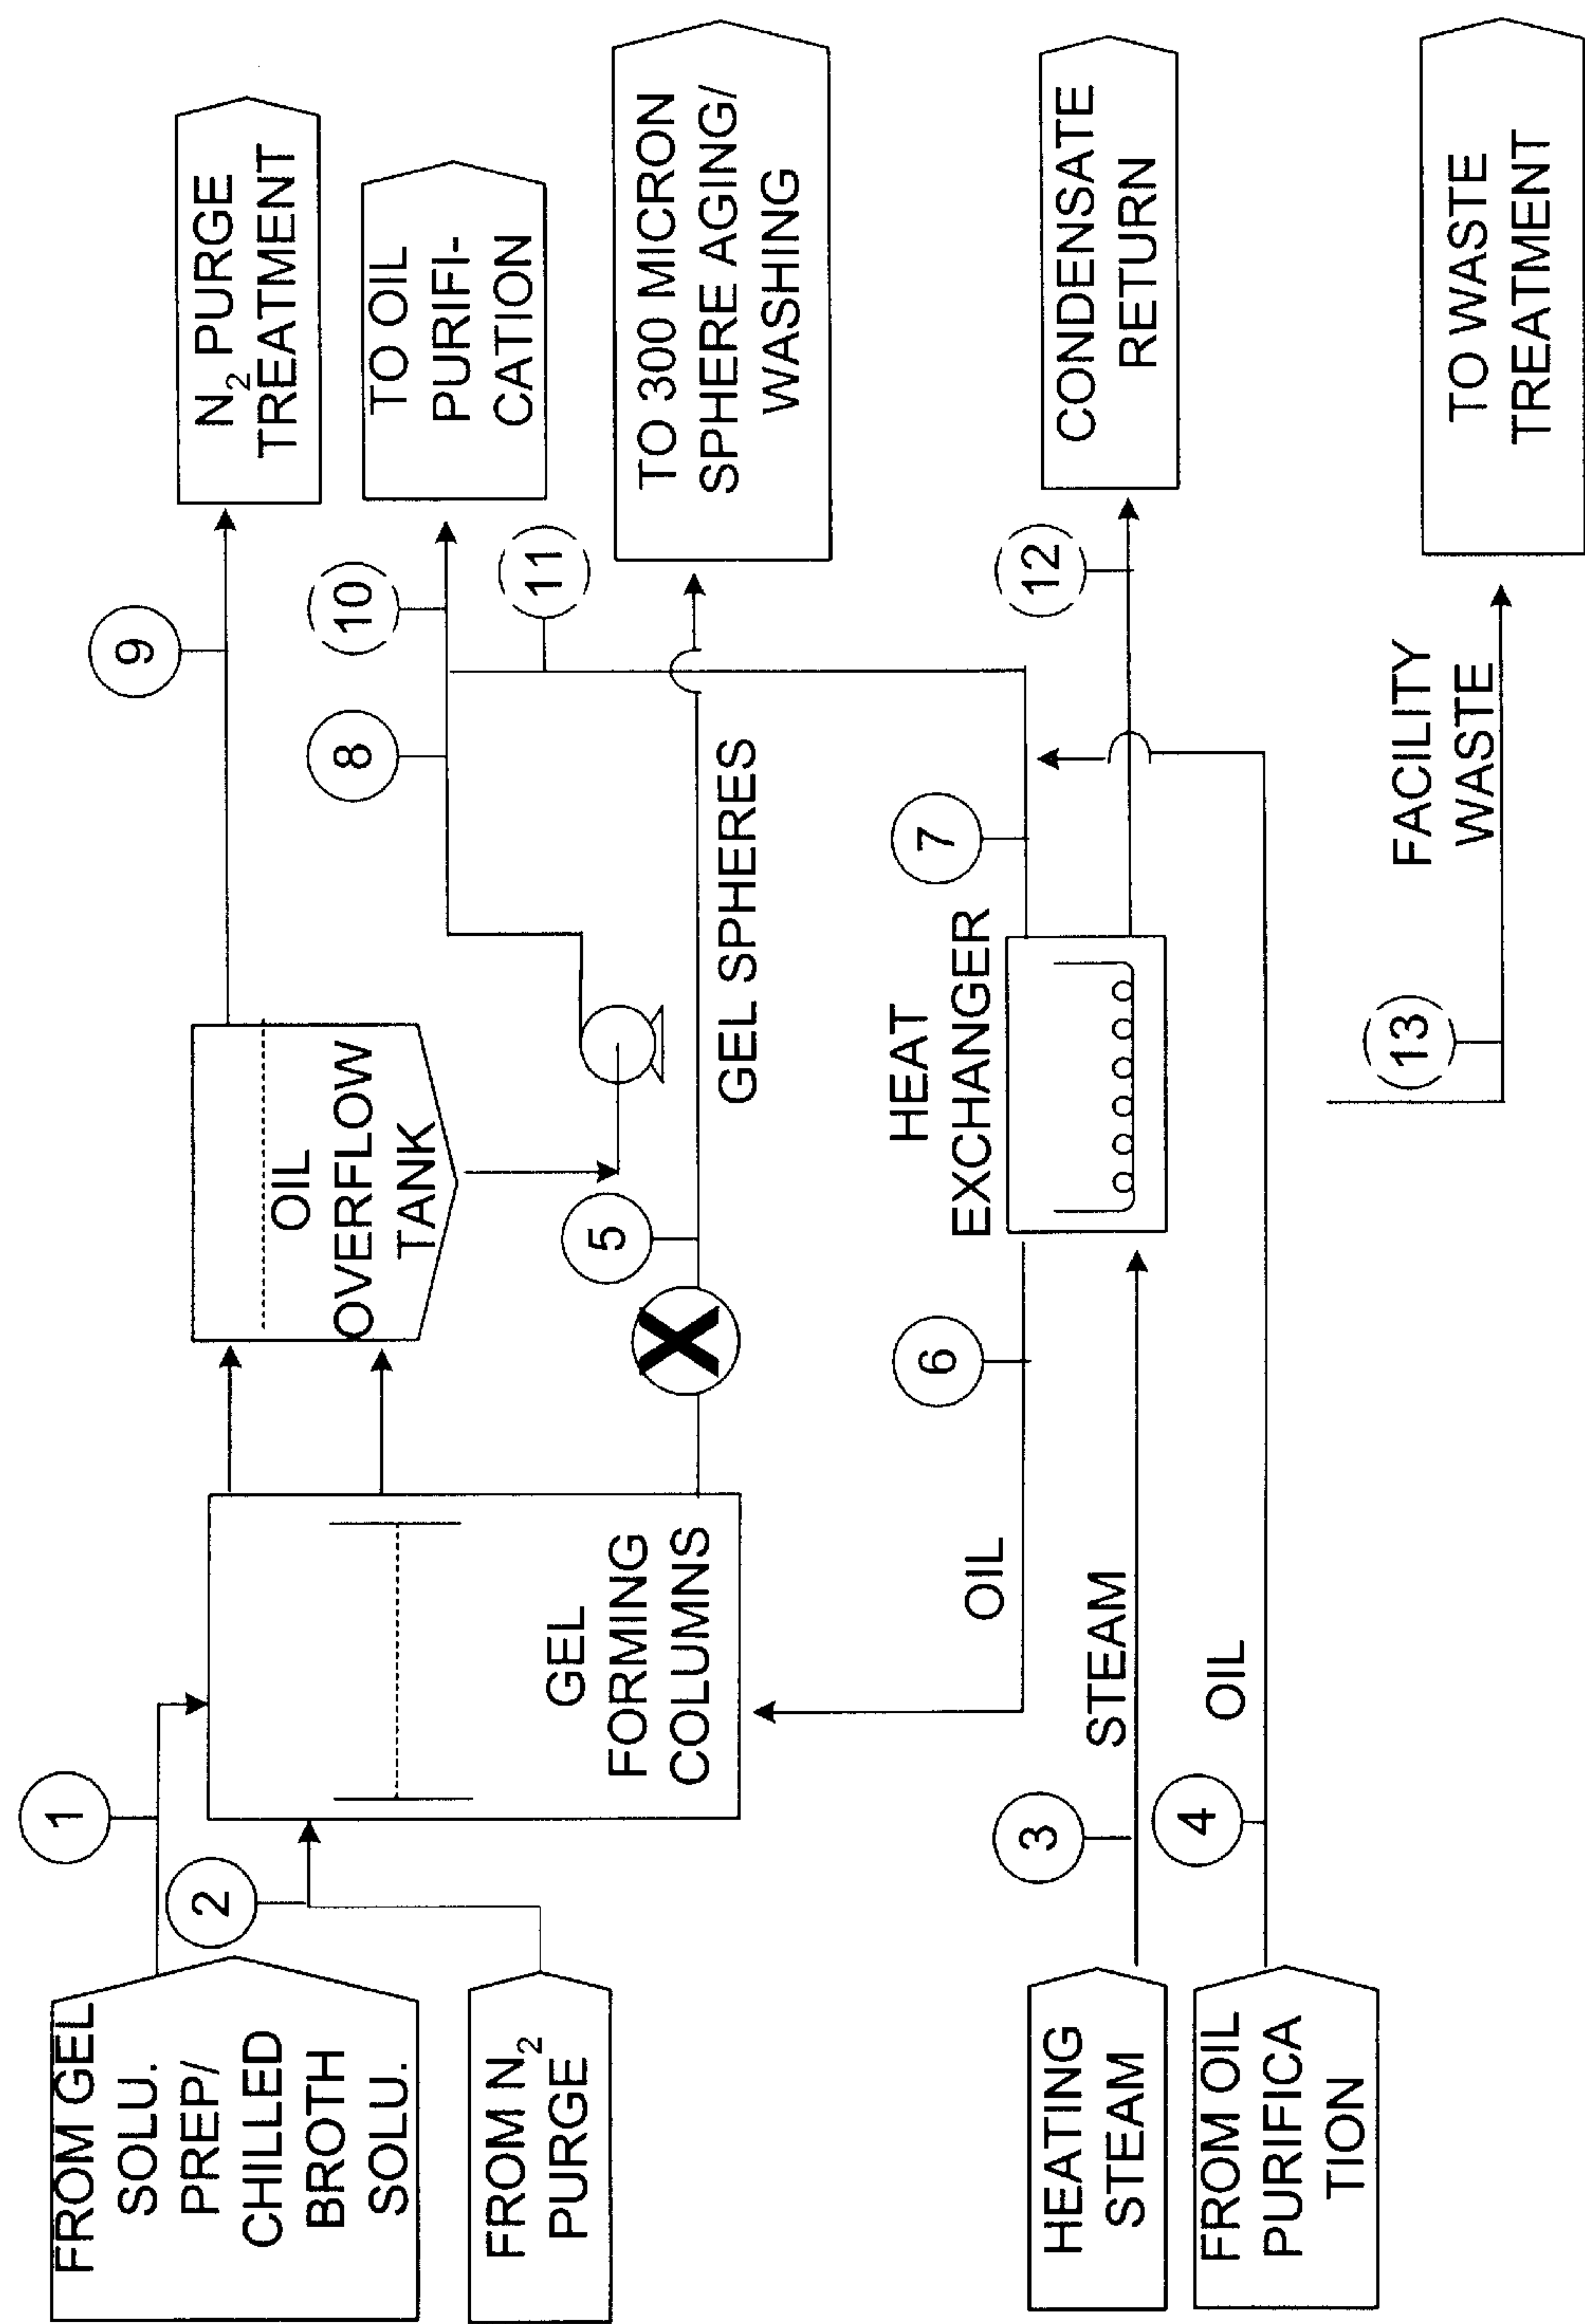 FROM GEL
SOLU.
PREP/
CHILLED
BROTH
SOLU.
1
2
FROM N₂
PURGE
GEL
FORMING
COLUMNS
OIL
OVERFLOW
TANK
9
N₂ PURGE
TREATMENT
8
10
TO OIL
PURIFI-
CATION
11
5
X
GEL SPHERES
TO 300 MICRON
SPHERE AGING/
WASHING
HEATING
STEAM
3
STEAM
6
OIL
HEAT
EXCHANGER
7
12
CONDENSATE
RETURN
FROM OIL
PURIFICA
TION
4
OIL
13
FACILITY
WASTE
TO WASTE
TREATMENT